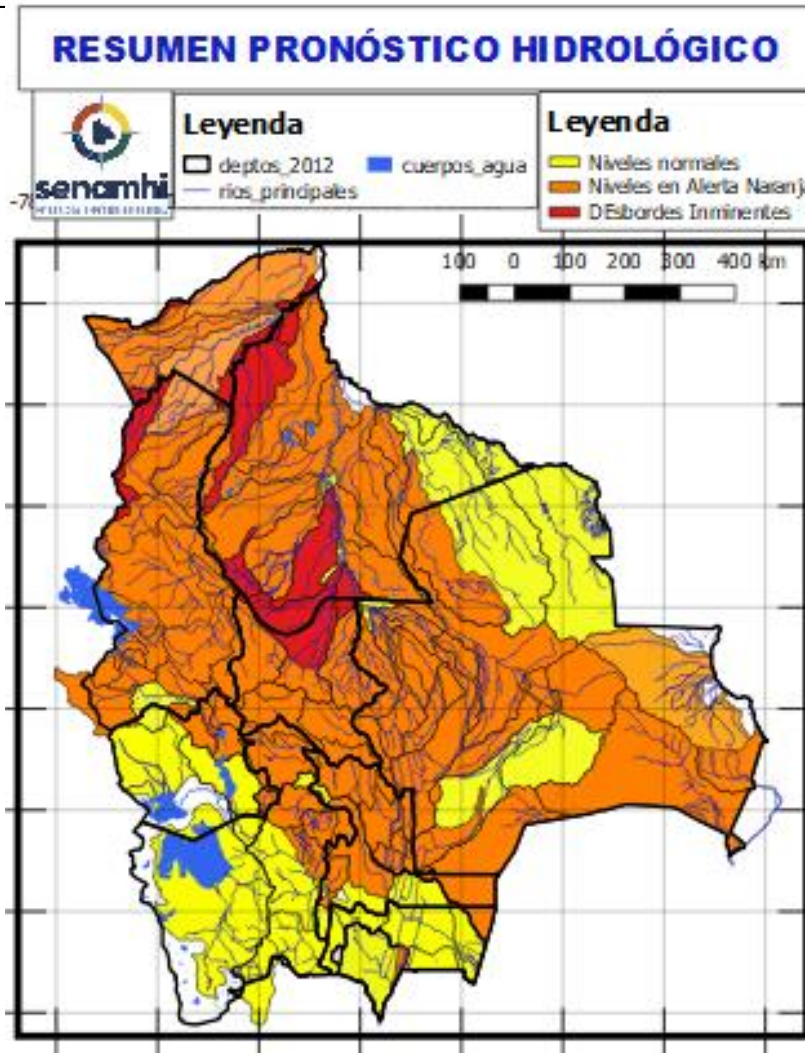 RESUMEN PRONÓSTICO HIDROLÓGICO
senamhi
Leyenda
deptos_2012
cuerpos_agua
rios_principales
Leyenda
Niveles normales
Niveles en Alerta Naranja
DEsbordes Inminentes
100 0 100 200 300 400 km